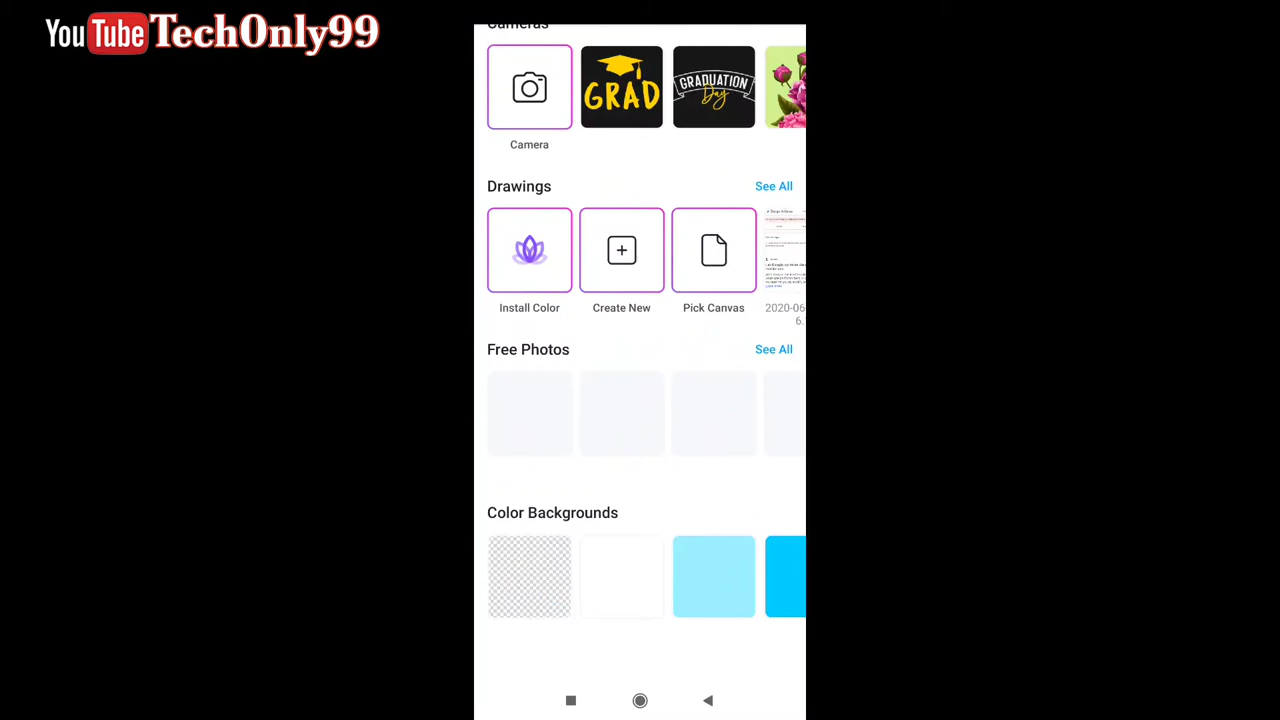 YouTube TechOnly99
Cameras
GRAD
GRADUATION
Day
Camera
Drawings
See All
Install Color
Create New
Pick Canvas
2020-06-
6.
Free Photos
See All
Color Backgrounds